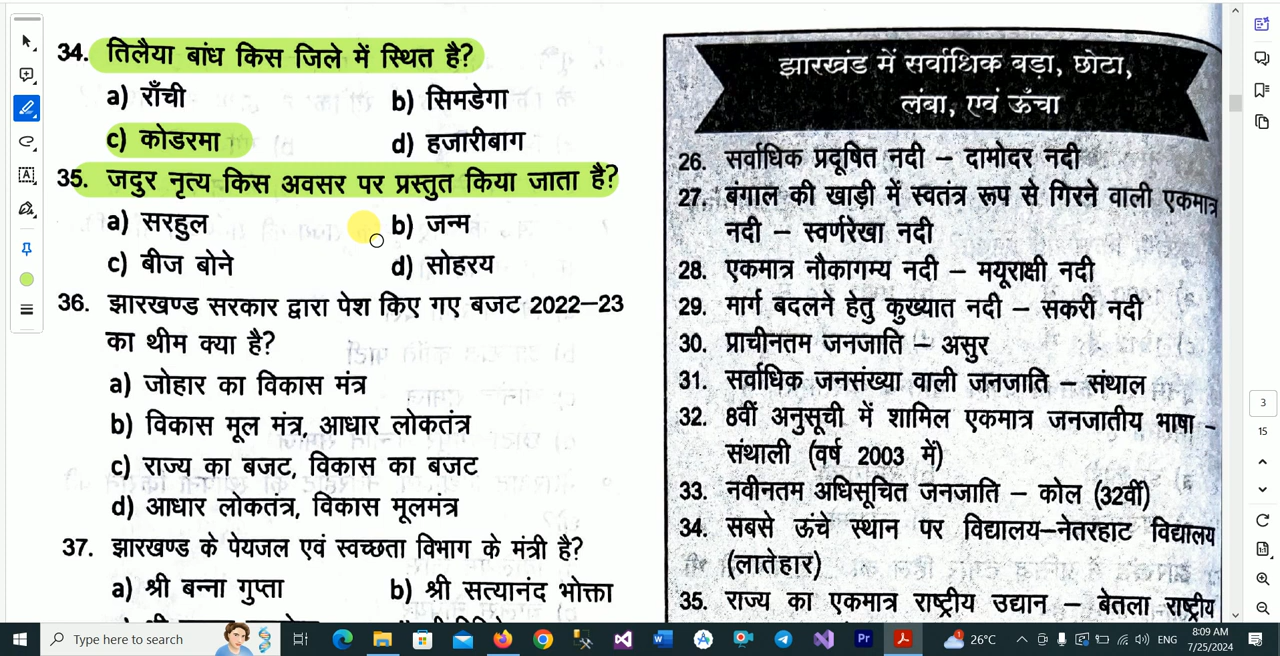 34. तिलैया बांध किस जिले में स्थित है?
a) राँची b) सिमडेगा
c) कोडरमा d) हजारीबाग
35. जदुर नृत्य किस अवसर पर प्रस्तुत किया जाता है?
a) सरहुल b) जन्म
c) बीज बोने d) सोहरय
36. झारखण्ड सरकार द्वारा पेश किए गए बजट 2022–23
का थीम क्या है?
a) जोहार का विकास मंत्र
b) विकास मूल मंत्र, आधार लोकतंत्र
c) राज्य का बजट, विकास का बजट
d) आधार लोकतंत्र, विकास मूलमंत्र
37. झारखण्ड के पेयजल एवं स्वच्छता विभाग के मंत्री है?
a) श्री बन्ना गुप्ता b) श्री सत्यानंद भोक्ता
झारखंड में सर्वाधिक बड़ा, छोटा,
लंबा, एवं ऊँचा
26. सर्वाधिक प्रदूषित नदी – दामोदर नदी
27. बंगाल की खाड़ी में स्वतंत्र रूप से गिरने वाली एकमात्र
नदी – स्वर्णरेखा नदी
28. एकमात्र नौकागम्य नदी – मयूराक्षी नदी
29. मार्ग बदलने हेतु कुख्यात नदी – सकरी नदी
30. प्राचीनतम जनजाति – असुर
31. सर्वाधिक जनसंख्या वाली जनजाति – संथाल
32. 8वीं अनुसूची में शामिल एकमात्र जनजातीय भाषा –
संथाली (वर्ष 2003 में)
33. नवीनतम अधिसूचित जनजाति – कोल (32वीं)
34. सबसे ऊंचे स्थान पर विद्यालय–नेतरहाट विद्यालय
(लातेहार)
35. राज्य का एकमात्र राष्ट्रीय उद्यान – बेतला राष्ट्रीय
3
15
Type here to search
26°C
ENG
8:09 AM
7/25/2024